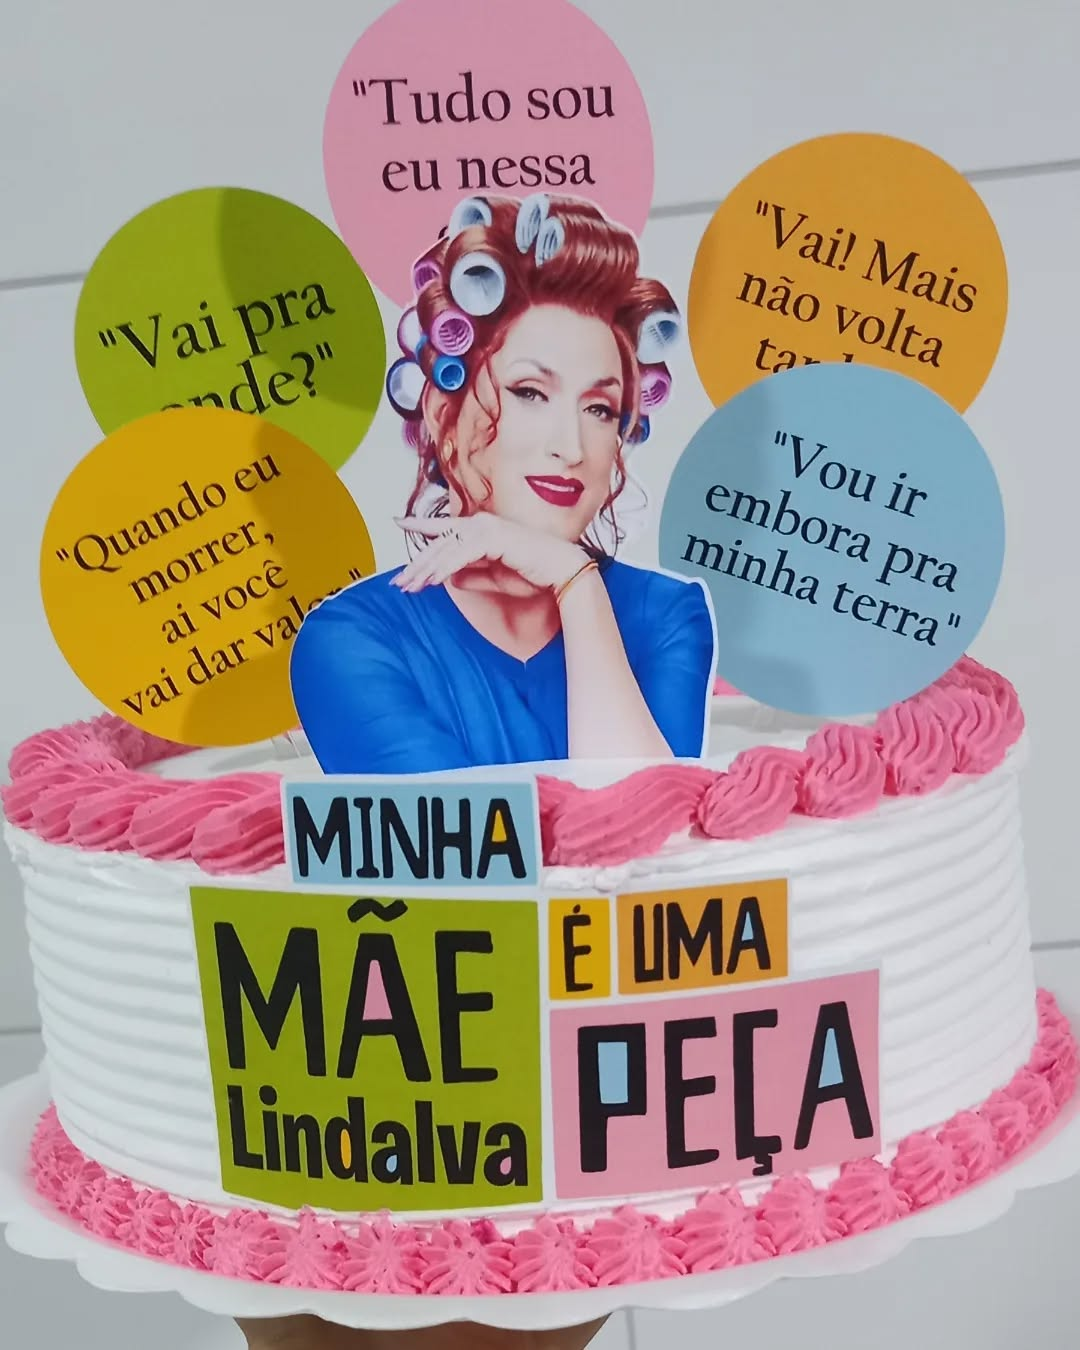 "Tudo sou
eu nessa
"Vai pra
"Vai! Mais
não volta
"Quando eu
morrer,
ai você
vai dar
"Vou ir
embora pra
minha terra"
MINHA
MÃE
Lindalva
É UMA
PEÇA